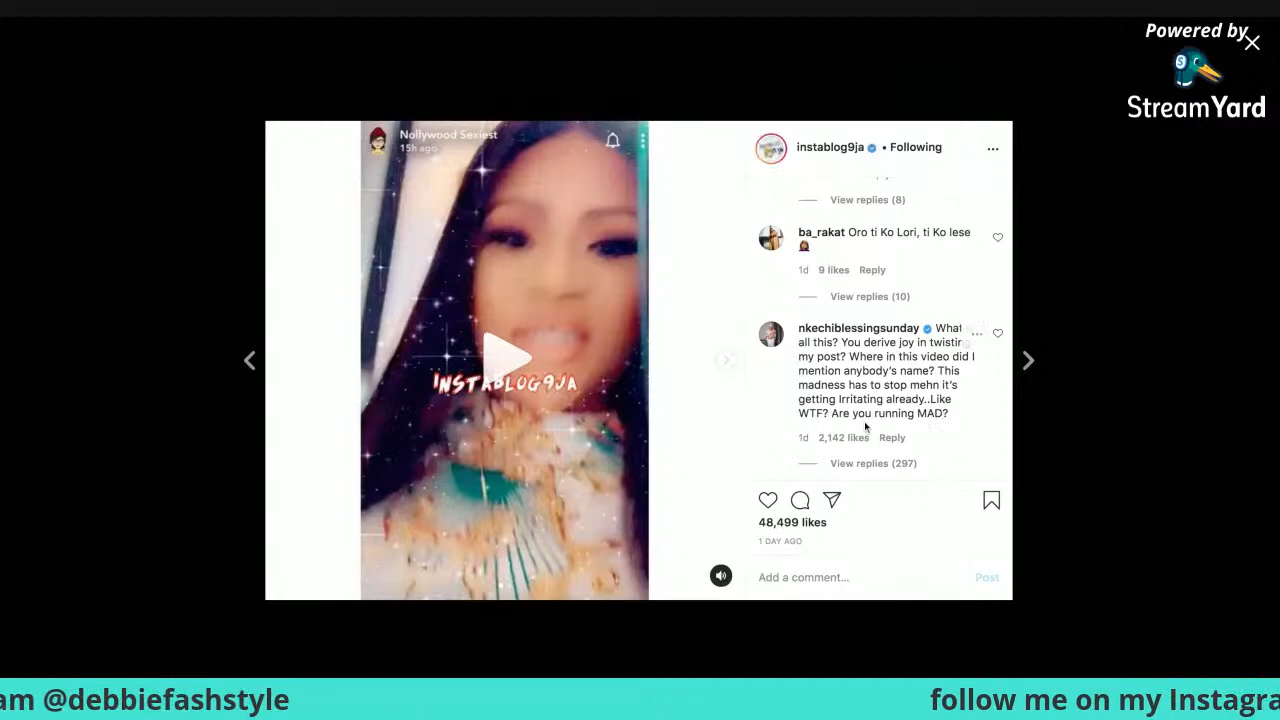 Powered by
StreamYard
Nollywood Sexiest
15h ago
INSTABLOG9JA
instablog9ja • Following
View replies (8)
ba_rakat Oro ti Ko Lori, ti Ko lese
1d 9 likes Reply
View replies (10)
nkechiblessingsunday What
all this? You derive joy in twisting
my post? Where in this video did I
mention anybody's name? This
madness has to stop mehn it's
getting Irritating already..Like
WTF? Are you running MAD?
1d 2,142 likes Reply
View replies (297)
48,499 likes
1 DAY AGO
Add a comment... Post
am @debbiefashstyle
follow me on my Instagra